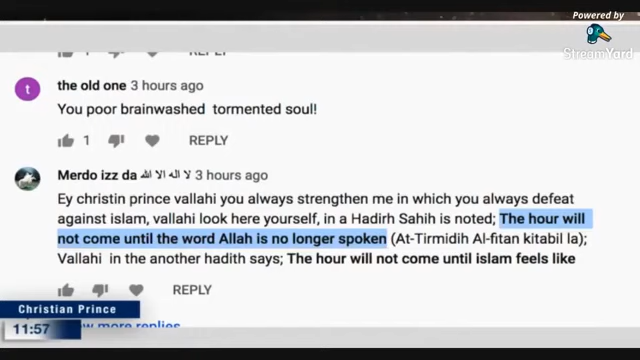 Powered by
StreamYard
REPLY
t
the old one 3 hours ago
You poor brainwashed tormented soul!
1
REPLY
Merdo izz da لا اله الا الله 3 hours ago
Ey christin prince vallahi you always strengthen me in which you always defeat
against islam, vallahi look here yourself, in a Hadirh Sahih is noted; The hour will
not come until the word Allah is no longer spoken (At-Tirmidih Al-fitan kitabil la);
Vallahi in the another hadith says; The hour will not come until islam feels like
REPLY
Christian Prince
11:57
more replies